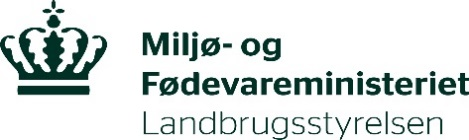 Miljø- og
Fødevareministeriet
Landbrugsstyrelsen